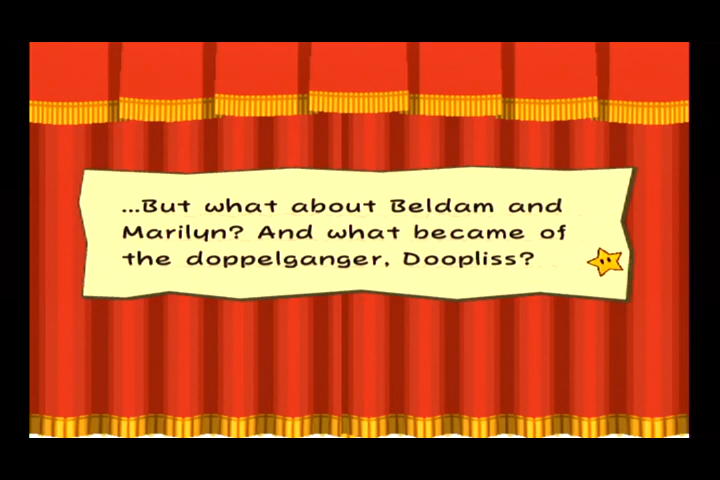 ...But what about Beldam and
Marilyn? And what became of
the doppelganger, Doopliss?